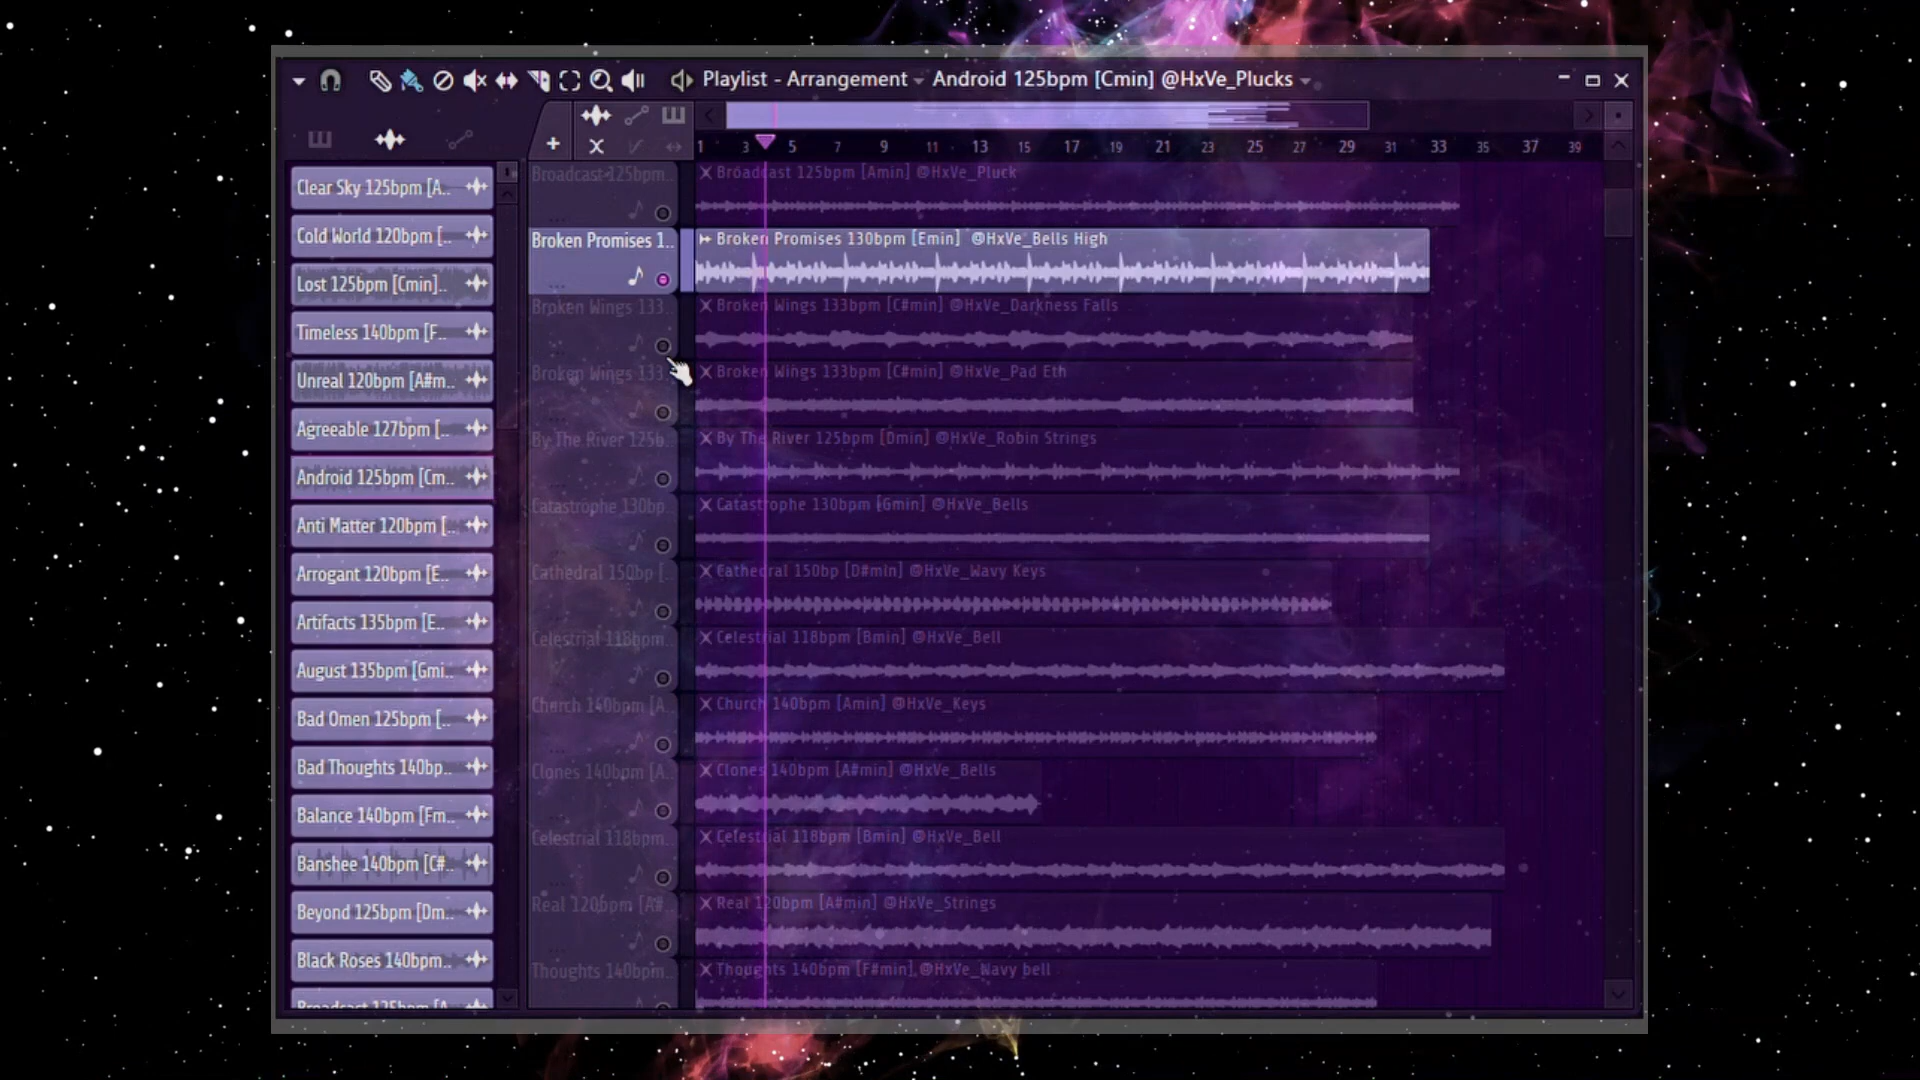 Playlist - Arrangement Android 125bpm [Cmin] @HxVe_Plucks
1 3 5 7 9 11 13 15 17 19 21 23 25 27 29 31 33 35 37 39
Clear Sky 125bpm [A..
Cold World 120bpm [..
Lost 125bpm [Cmin]..
Timeless 140bpm [F..
Unreal 120bpm [A#m..
Agreeable 127bpm [..
Android 125bpm [Cm..
Anti Matter 120bpm [..
Arrogant 120bpm [E..
Artifacts 135bpm [E..
August 135bpm [Gmi..
Bad Omen 125bpm [..
Bad Thoughts 140bp..
Balance 140bpm [Fm..
Banshee 140bpm [C#..
Beyond 125bpm [Dm..
Black Roses 140bpm..
Broadcast 125bpm [A
Broadcast 125bpm..
Broadcast 125bpm [Amin] @HxVe_Pluck
Broken Promises 1..
Broken Promises 130bpm [Emin] @HxVe_Bells High
Broken Wings 133..
Broken Wings 133bpm [C#min] @HxVe_Darkness Falls
Broken Wings 133
Broken Wings 133bpm [C#min] @HxVe_Pad Eth
By The River 125b..
By The River 125bpm [Dmin] @HxVe_Robin Strings
Catastrophe 130bp..
Catastrophe 130bpm [Gmin] @HxVe_Bells
Cathedral 150bp [..
Cathedral 150bp [D#min] @HxVe_Wavy Keys
Celestrial 118bpm..
Celestrial 118bpm [Bmin] @HxVe_Bell
Church 140bpm [A..
Church 140bpm [Amin] @HxVe_Keys
Clones 140bpm [A..
Clones 140bpm [A#min] @HxVe_Bells
Celestrial 118bpm..
Celestrial 118bpm [Bmin] @HxVe_Bell
Real 120bpm [A#..
Real 120bpm [A#min] @HxVe_Strings
Thoughts 140bpm..
Thoughts 140bpm [F#min] @HxVe_Wavy bell